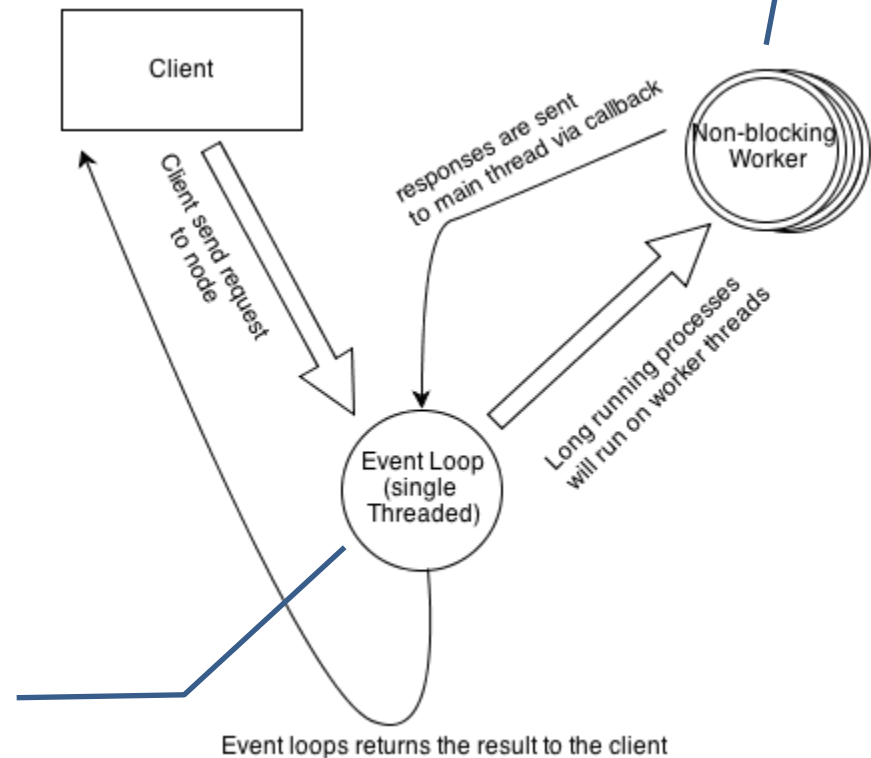 Client
Client send request
to node
responses are sent
to main thread via callback
Non-blocking
Worker
Long running processes
will run on worker threads
Event Loop
(single
Threaded)
Event loops returns the result to the client